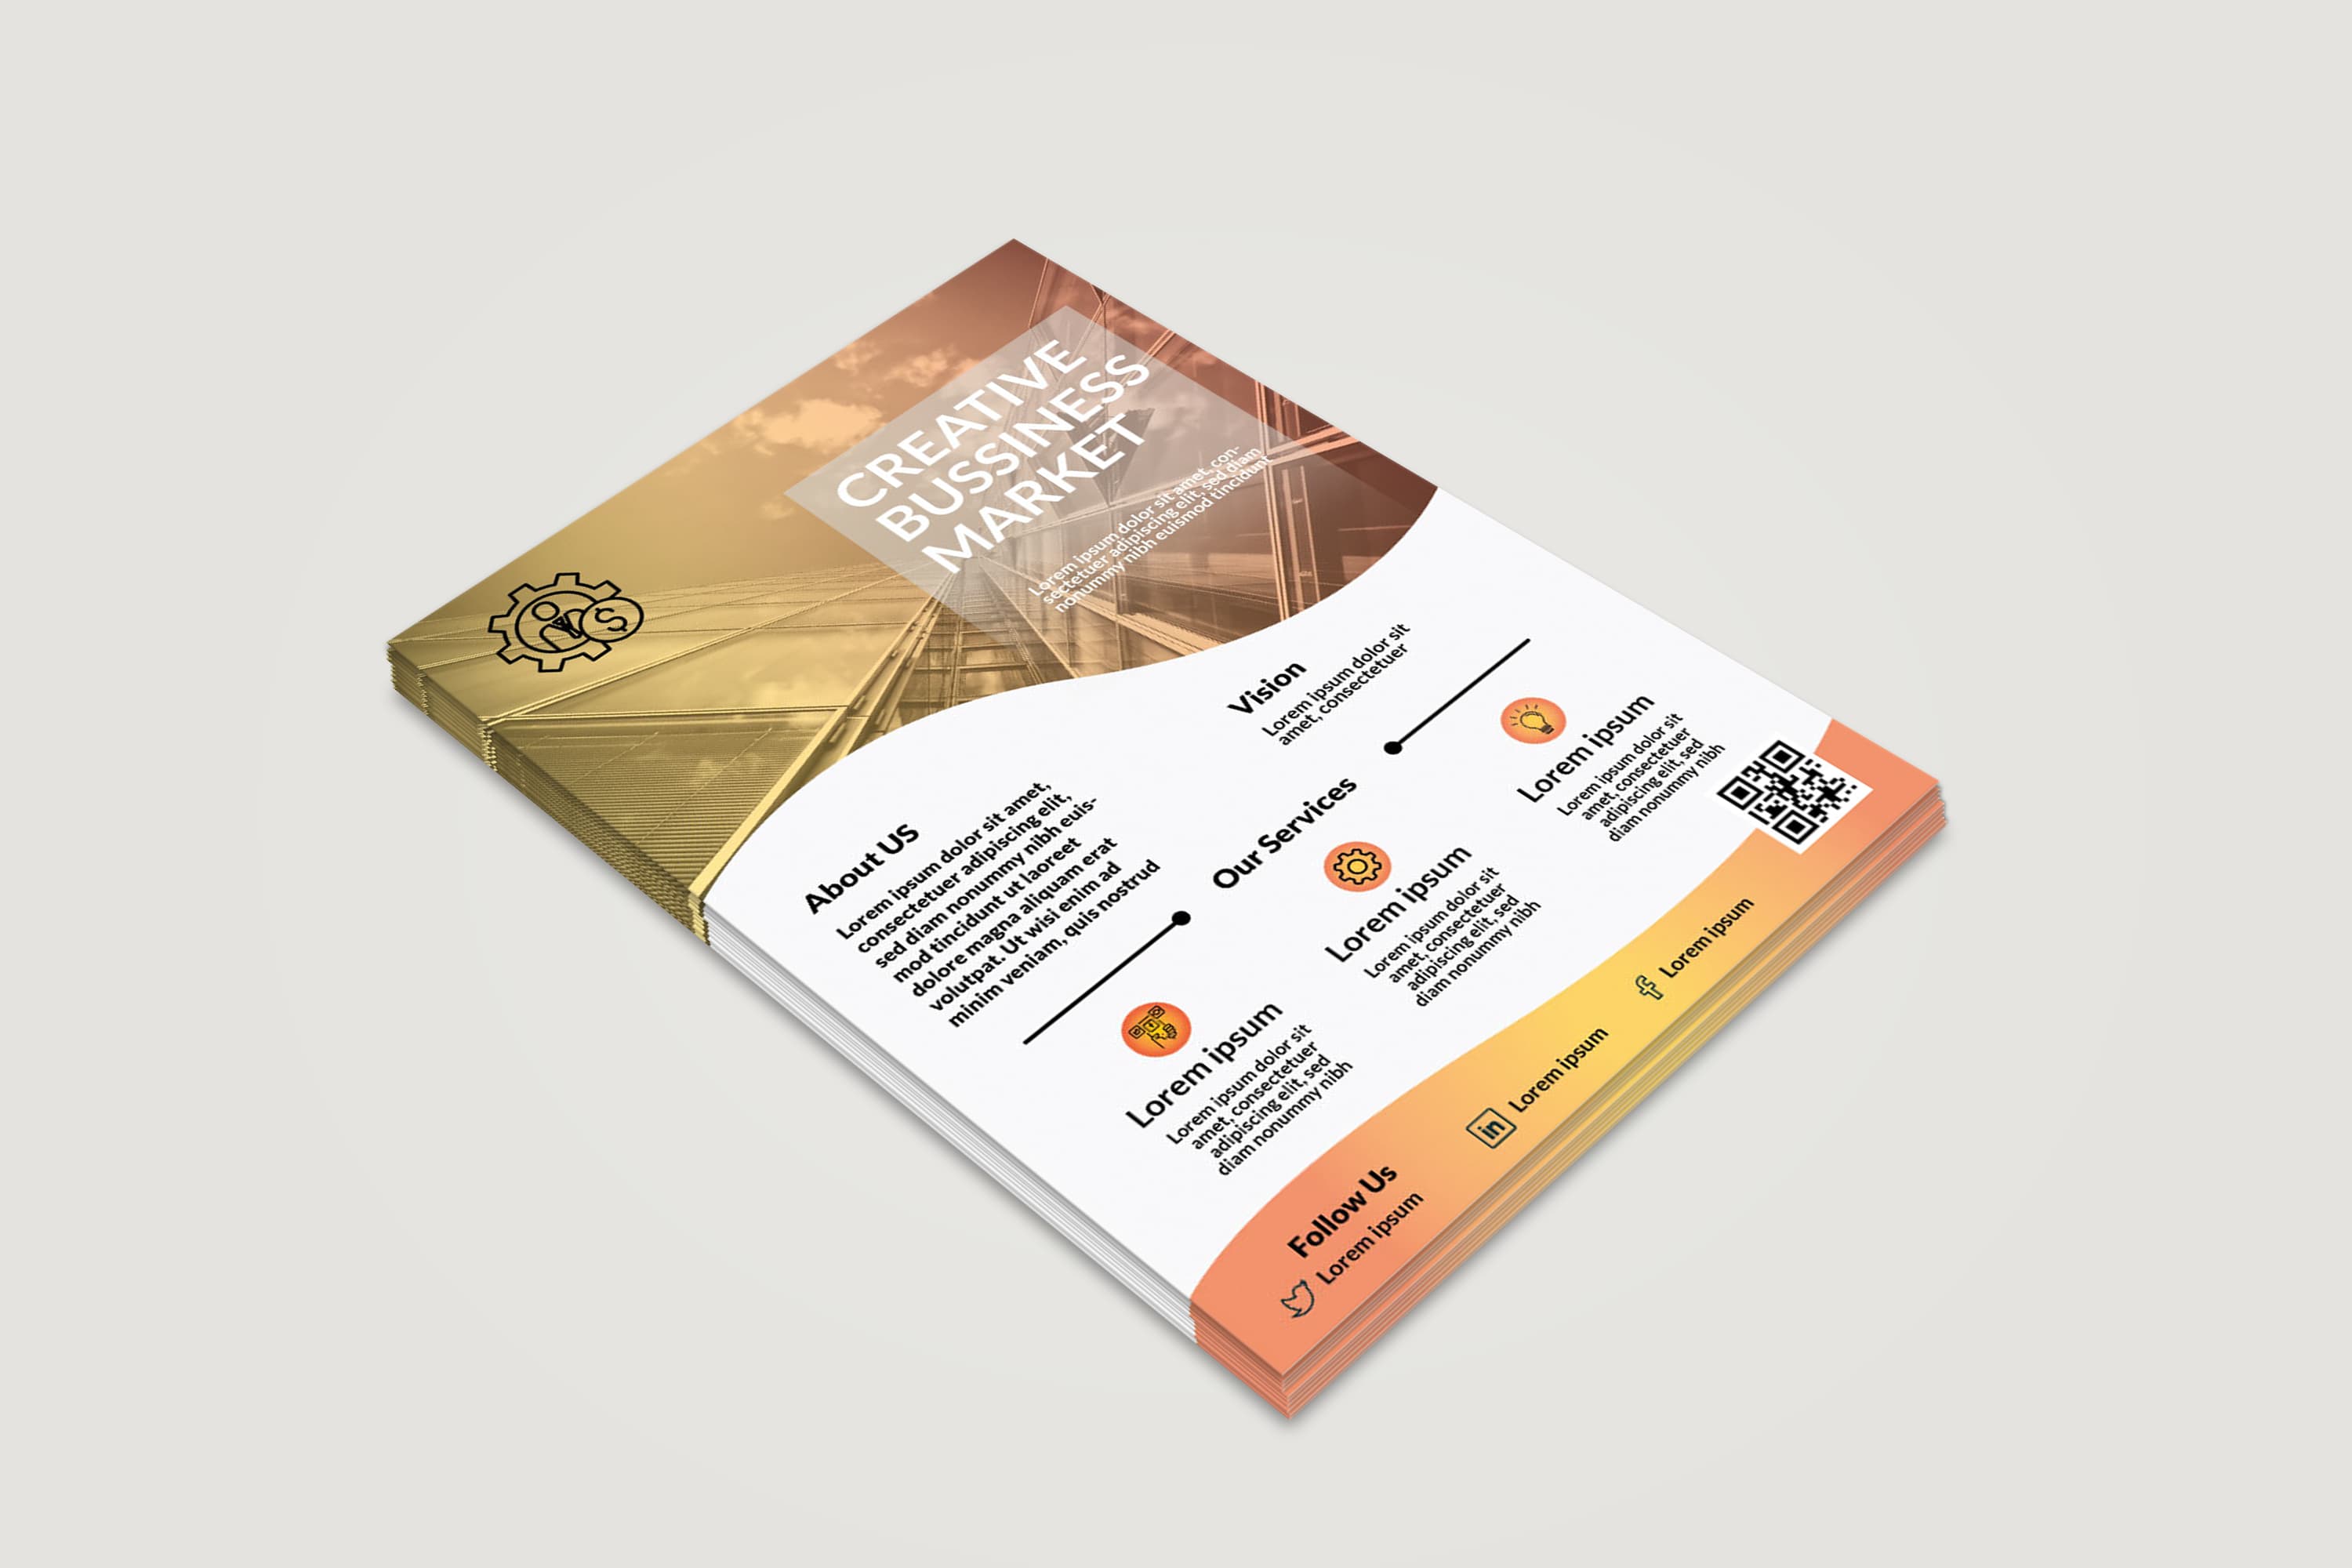 CREATIVE
BUSSINESS
MARKET
Lorem ipsum dolor sit amet, con-
sectetuer adipiscing elit, sed diam
nonummy nibh euismod tincidunt
$
About US
Lorem ipsum dolor sit amet,
consectetuer adipiscing elit,
sed diam nonummy nibh euis-
mod tincidunt ut laoreet
dolore magna aliquam erat
volutpat. Ut wisi enim ad
minim veniam, quis nostrud
Vision
Lorem ipsum dolor sit
amet, consectetuer
Our Services
Lorem ipsum
Lorem ipsum dolor sit
amet, consectetuer
adipiscing elit, sed
diam nonummy nibh
Lorem ipsum
Lorem ipsum dolor sit
amet, consectetuer
adipiscing elit, sed
diam nonummy nibh
Lorem ipsum
Lorem ipsum dolor sit
amet, consectetuer
adipiscing elit, sed
diam nonummy nibh
Follow Us
Lorem ipsum
in Lorem ipsum
f Lorem ipsum